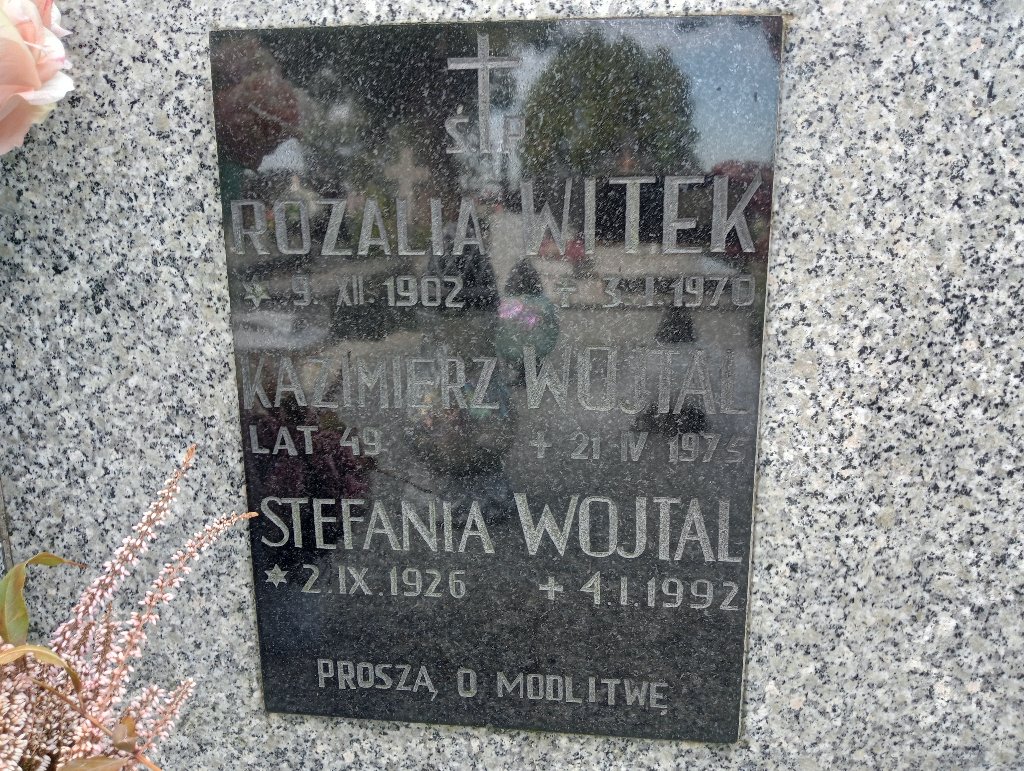 Ś P
ROZALIA WITEK
9. XII. 1902 ÷ 3.I.1970
KAZIMIERZ WOJTAL
LAT 49 + 21 IV 1975
STEFANIA WOJTAL
* 2.IX.1926 + 4.I.1992
PROSZĄ O MODLITWĘ